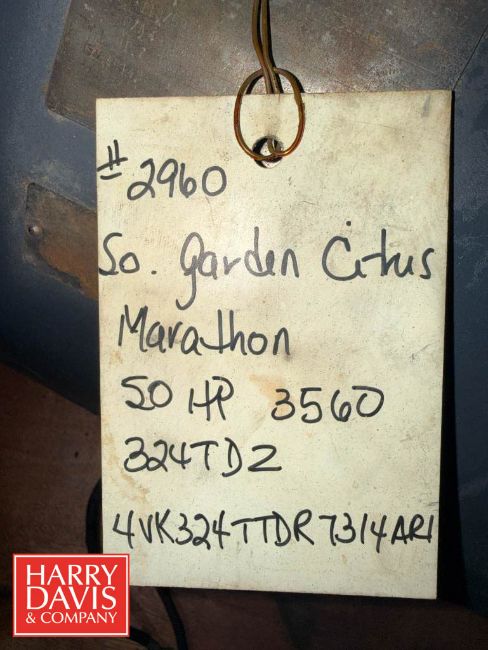 #2960
So. Garden Citrus
Marathon
50 HP 3560
324TDZ
4VK324TTDR7314AR1
HARRY
DAVIS
& COMPANY